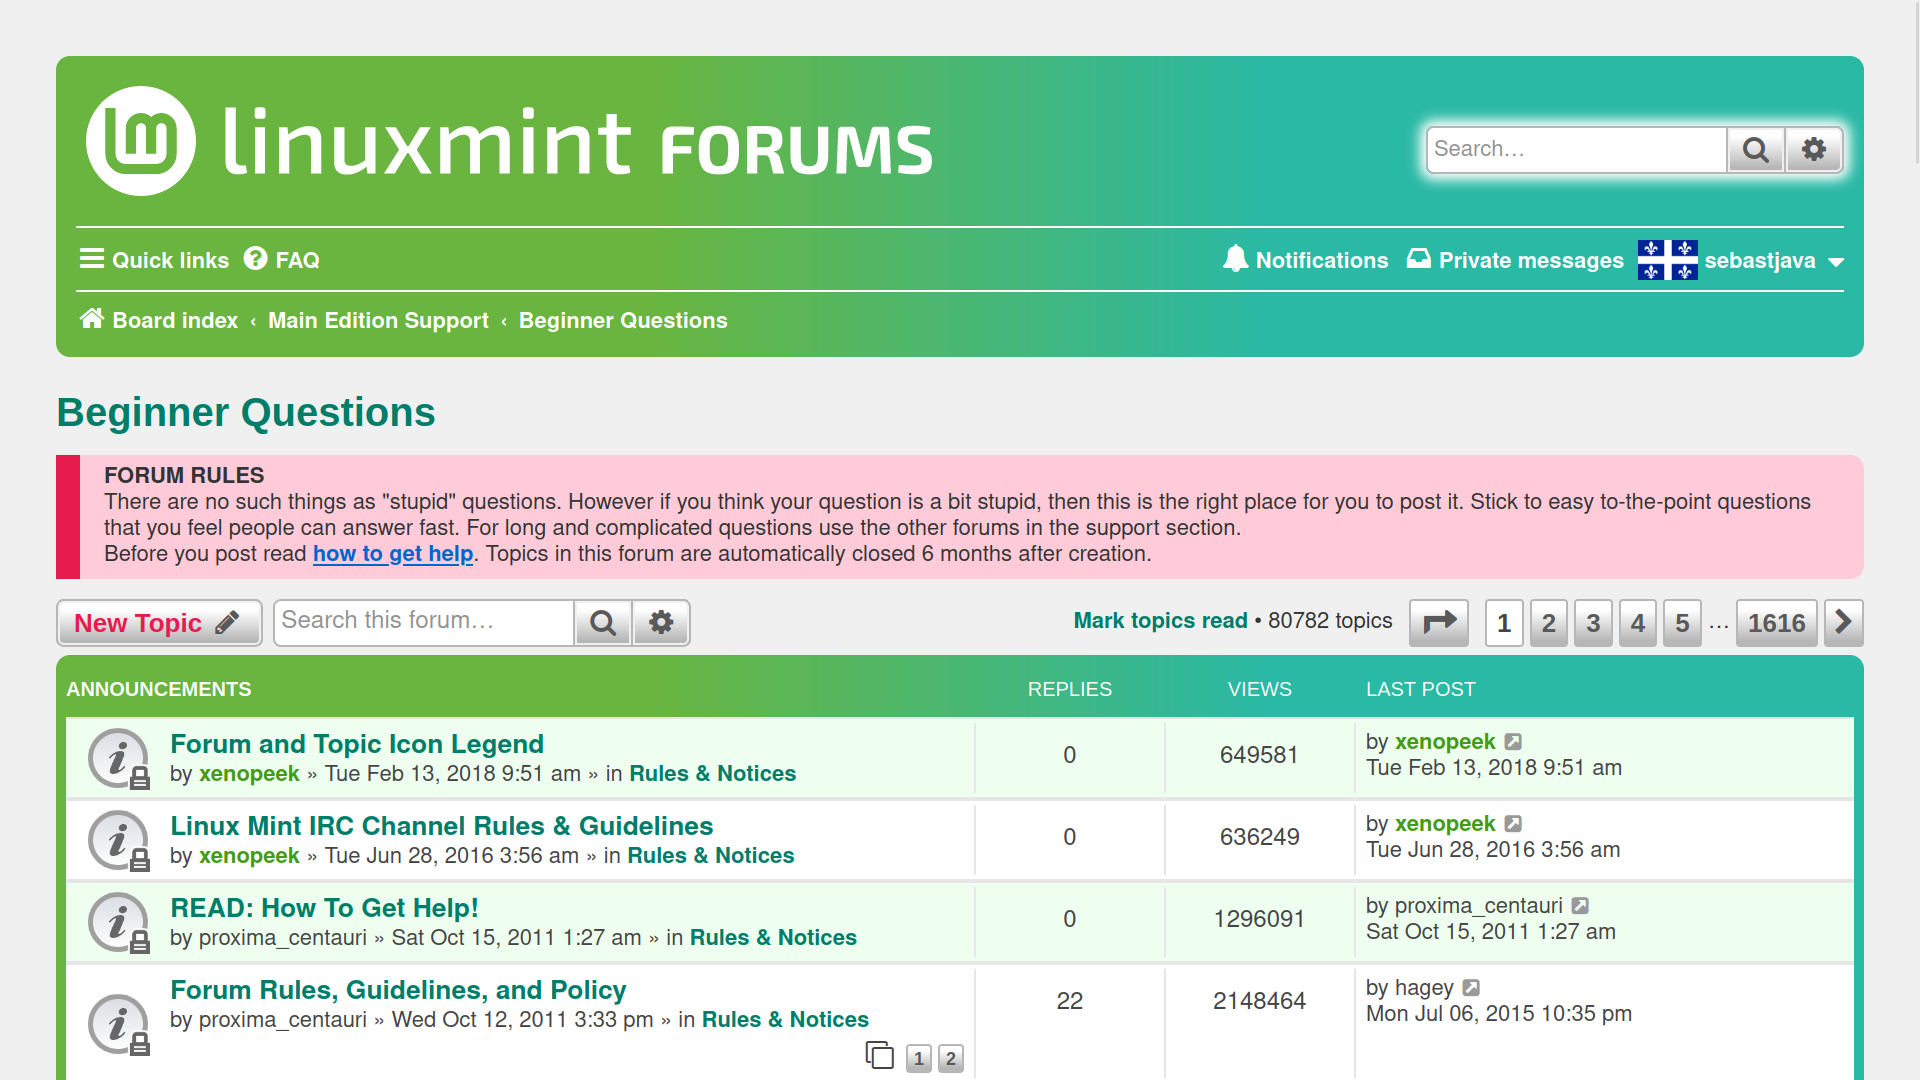 linuxmint FORUMS
Search…
Quick links FAQ
Notifications Private messages sebastjava
Board index ‹ Main Edition Support ‹ Beginner Questions
Beginner Questions
FORUM RULES
There are no such things as "stupid" questions. However if you think your question is a bit stupid, then this is the right place for you to post it. Stick to easy to-the-point questions
that you feel people can answer fast. For long and complicated questions use the other forums in the support section.
Before you post read how to get help. Topics in this forum are automatically closed 6 months after creation.
New Topic Search this forum… Mark topics read • 80782 topics 1 2 3 4 5 … 1616
ANNOUNCEMENTS REPLIES VIEWS LAST POST
Forum and Topic Icon Legend
by xenopeek » Tue Feb 13, 2018 9:51 am » in Rules & Notices
0
649581
by xenopeek
Tue Feb 13, 2018 9:51 am
Linux Mint IRC Channel Rules & Guidelines
by xenopeek » Tue Jun 28, 2016 3:56 am » in Rules & Notices
0
636249
by xenopeek
Tue Jun 28, 2016 3:56 am
READ: How To Get Help!
by proxima_centauri » Sat Oct 15, 2011 1:27 am » in Rules & Notices
0
1296091
by proxima_centauri
Sat Oct 15, 2011 1:27 am
Forum Rules, Guidelines, and Policy
by proxima_centauri » Wed Oct 12, 2011 3:33 pm » in Rules & Notices
1 2
22
2148464
by hagey
Mon Jul 06, 2015 10:35 pm